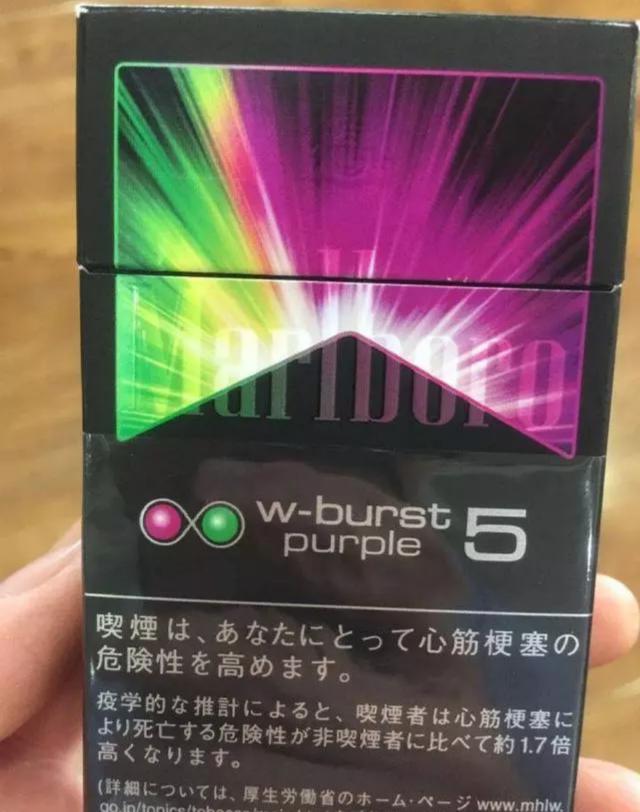 Marlboro
w-burst 5
purple
喫煙は、あなたにとって心筋梗塞の
危険性を高めます。
疫学的な推計によると、喫煙者は心筋梗塞に
より死亡する危険性が非喫煙者に比べて約1.7倍
高くなります。
(詳細については、厚生労働省のホーム・ページ www.mhlw.
go.jp/topics/tobacco/